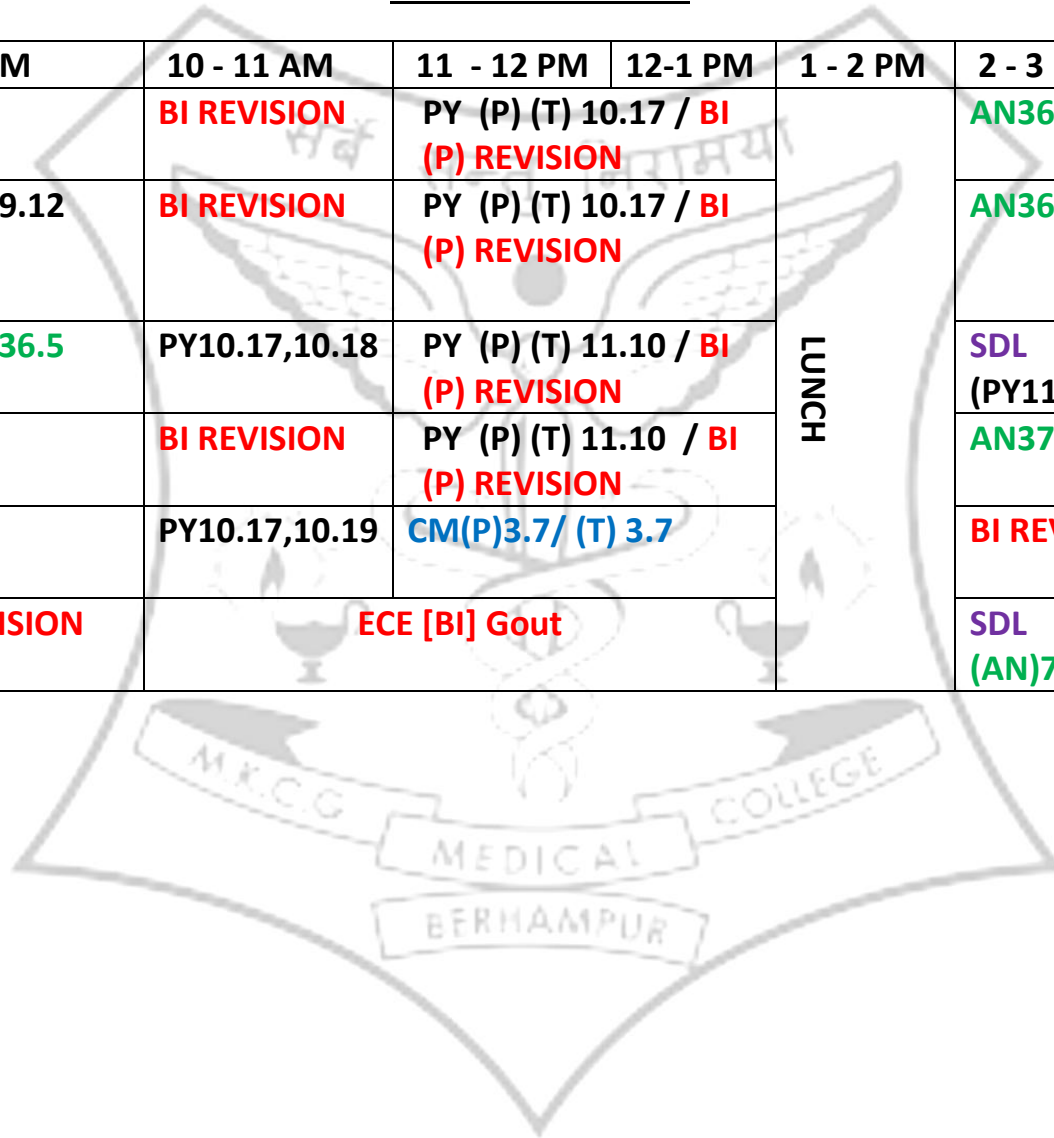 M 10 - 11 AM 11 - 12 PM 12-1 PM 1 - 2 PM 2 - 3
BI REVISION PY (P) (T) 10.17 / BI AN36
(P) REVISION
9.12 BI REVISION PY (P) (T) 10.17 / BI AN36
(P) REVISION
36.5 PY10.17,10.18 PY (P) (T) 11.10 / BI SDL
(P) REVISION (PY11
LUNCH
BI REVISION PY (P) (T) 11.10 / BI AN37
(P) REVISION
PY10.17,10.19 CM(P)3.7/ (T) 3.7 BI REV
ISION ECE [BI] Gout SDL
(AN)7
सर्वे सन्तु निरामया
M.K.C.G MEDICAL COLLEGE
BERHAMPUR